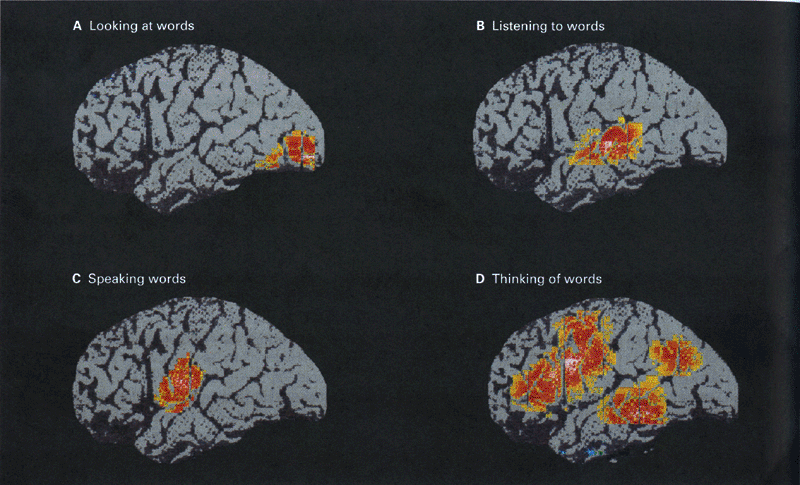 A Looking at words
B Listening to words
C Speaking words
D Thinking of words